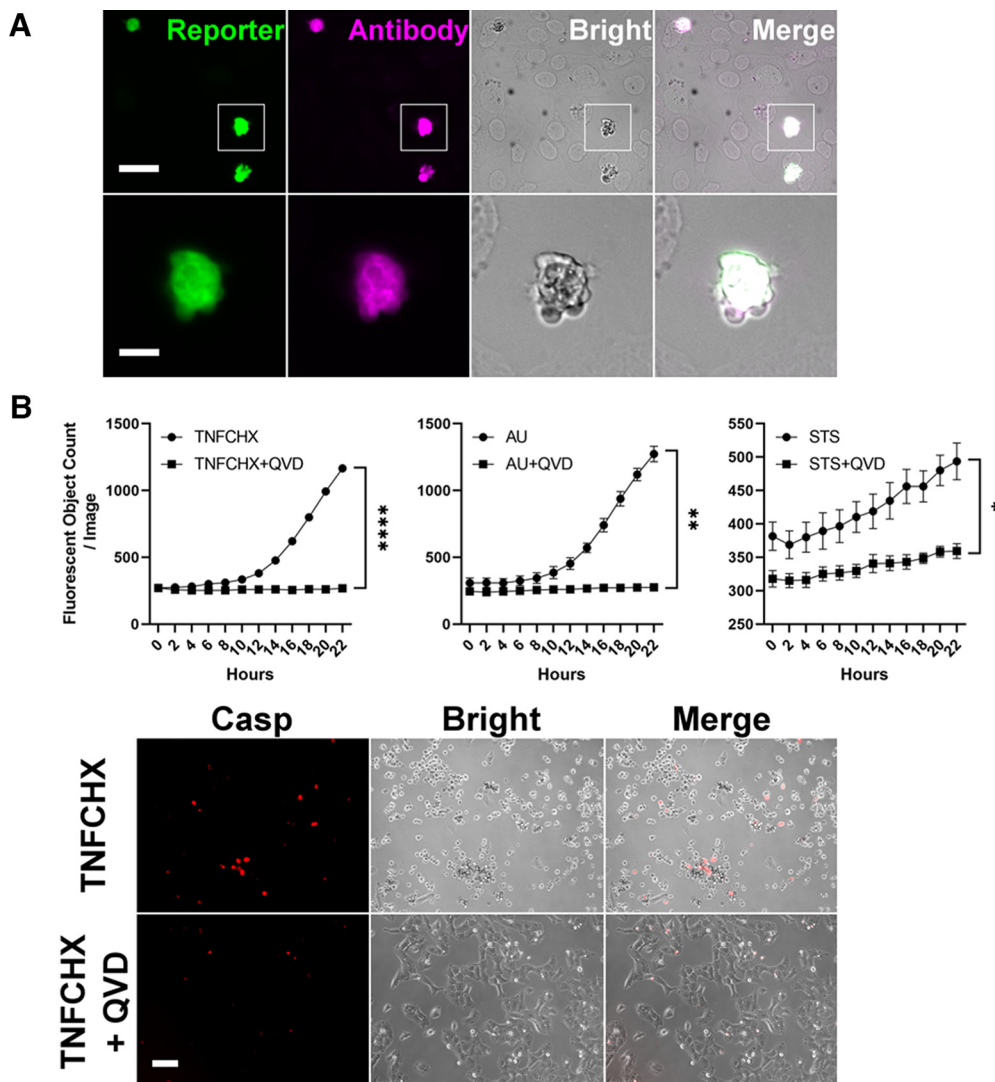 A
Reporter
Antibody
Bright
Merge
B
Fluorescent Object Count
/ Image
1500
1000
500
0
TNFCHX
TNFCHX+QVD
****
0 2 4 6 8 10 12 14 16 18 20 22
Hours
1500
1000
500
0
AU
AU+QVD
**
0 2 4 6 8 10 12 14 16 18 20 22
Hours
550
500
450
400
350
300
250
STS
STS+QVD
*
0 2 4 6 8 10 12 14 16 18 20 22
Hours
Casp
Bright
Merge
TNFCHX
TNFCHX
+ QVD